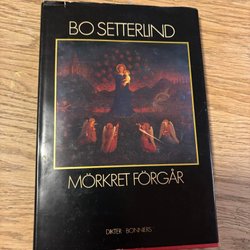 BO SETTERLIND
MÖRKRET FÖRGÅR
DIKTER · BONNIERS